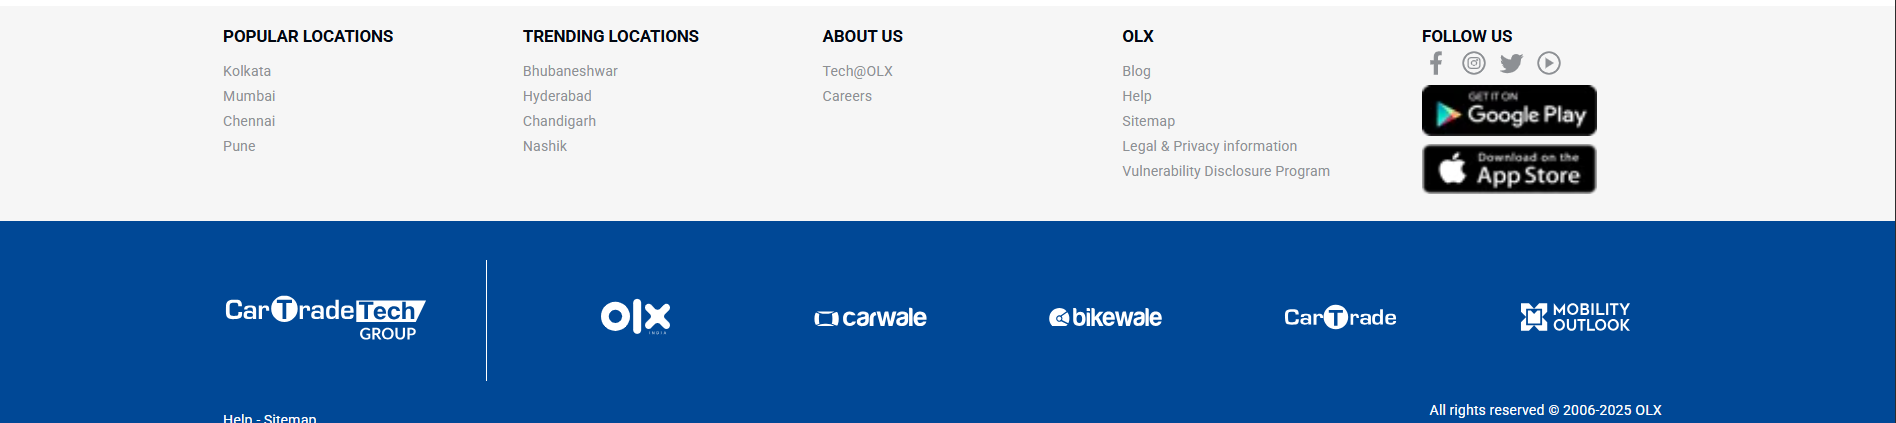 POPULAR LOCATIONS
Kolkata
Mumbai
Chennai
Pune
TRENDING LOCATIONS
Bhubaneshwar
Hyderabad
Chandigarh
Nashik
ABOUT US
Tech@OLX
Careers
OLX
Blog
Help
Sitemap
Legal & Privacy information
Vulnerability Disclosure Program
FOLLOW US
GET IT ON
Google Play
Download on the
App Store
CarTradeTech
GROUP
olx
INDIA
carwale
bikewale
CarTrade
MOBILITY
OUTLOOK
Help - Sitemap
All rights reserved © 2006-2025 OLX